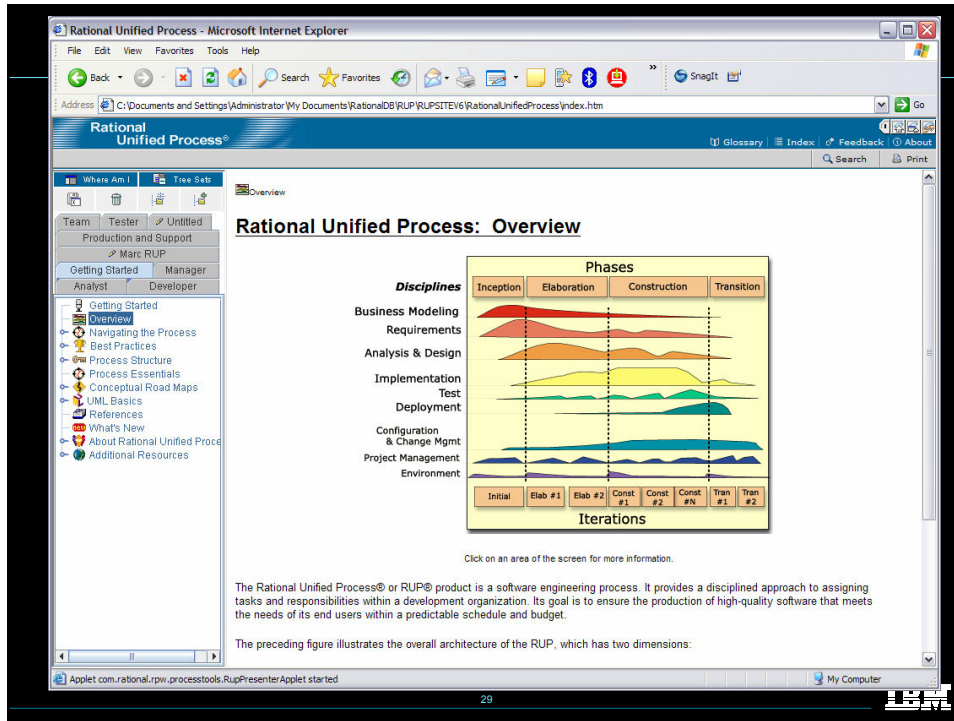 Rational Unified Process - Microsoft Internet Explorer
File Edit View Favorites Tools Help
Back Search Favorites » SnagIt
Address C:\Documents and Settings\Administrator\My Documents\RationalDB\RUP\RUPSITEV6\RationalUnifiedProcess\index.htm Go
Rational
Unified Process®
Glossary Index Feedback About
Search Print
Where Am I Tree Sets
Team Tester Untitled
Production and Support
Marc RUP
Getting Started Manager
Analyst Developer
Getting Started
Overview
Navigating the Process
Best Practices
Process Structure
Process Essentials
Conceptual Road Maps
UML Basics
References
What's New
About Rational Unified Proce
Additional Resources
Overview
Rational Unified Process: Overview
Phases
Disciplines Inception Elaboration Construction Transition
Business Modeling
Requirements
Analysis & Design
Implementation
Test
Deployment
Configuration
& Change Mgmt
Project Management
Environment
Initial Elab #1 Elab #2 Const #1 Const #2 Const #N Tran #1 Tran #2
Iterations
Click on an area of the screen for more information.
The Rational Unified Process® or RUP® product is a software engineering process. It provides a disciplined approach to assigning
tasks and responsibilities within a development organization. Its goal is to ensure the production of high-quality software that meets
the needs of its end users within a predictable schedule and budget.
The preceding figure illustrates the overall architecture of the RUP, which has two dimensions:
Applet com.rational.rpw.processtools.RupPresenterApplet started My Computer
29
IBM